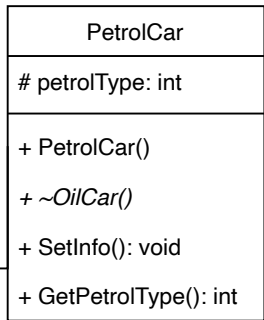 PetrolCar
# petrolType: int
+ PetrolCar()
+ ~OilCar()
+ SetInfo(): void
+ GetPetrolType(): int